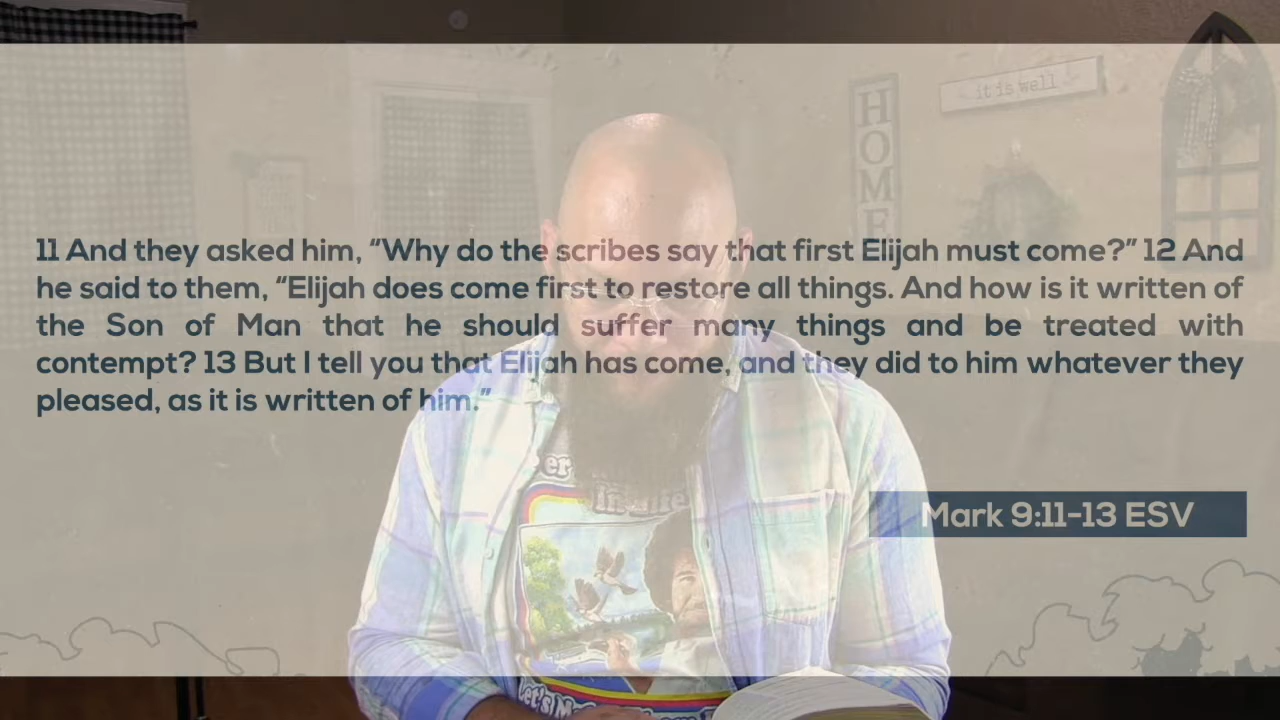 it is well
HOME
11 And they asked him, “Why do the scribes say that first Elijah must come?” 12 And
he said to them, “Elijah does come first to restore all things. And how is it written of
the Son of Man that he should suffer many things and be treated with
contempt? 13 But I tell you that Elijah has come, and they did to him whatever they
pleased, as it is written of him.”
Mark 9:11-13 ESV
In life
Let's